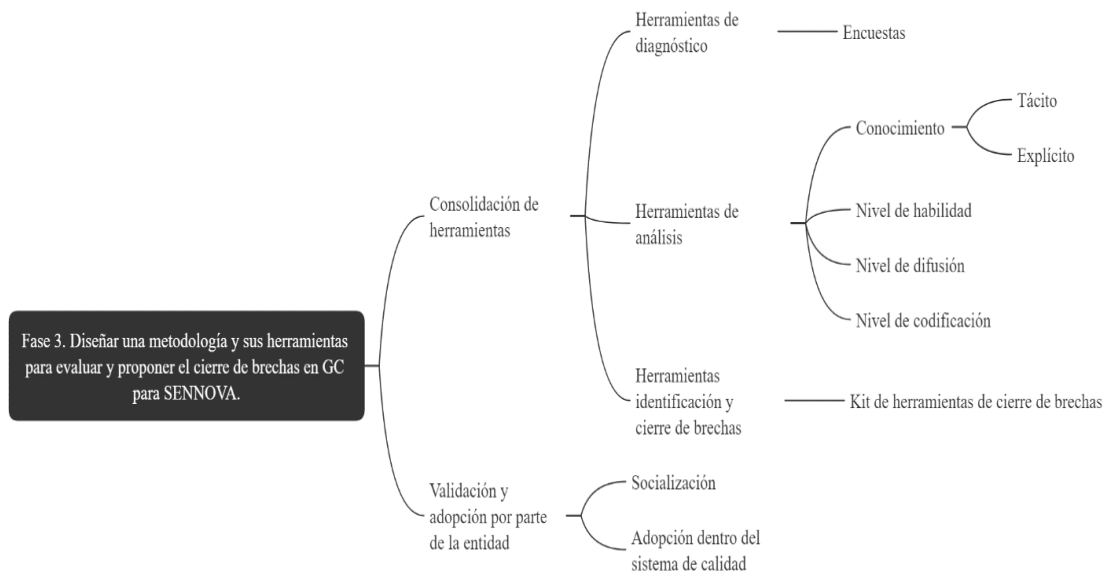 Fase 3. Diseñar una metodología y sus herramientas
para evaluar y proponer el cierre de brechas en GC
para SENNOVA.
Consolidación de
herramientas
Herramientas de
diagnóstico
Encuestas
Herramientas de
análisis
Conocimiento
Tácito
Explícito
Nivel de habilidad
Nivel de difusión
Nivel de codificación
Herramientas
identificación y
cierre de brechas
Kit de herramientas de cierre de brechas
Validación y
adopción por parte
de la entidad
Socialización
Adopción dentro del
sistema de calidad